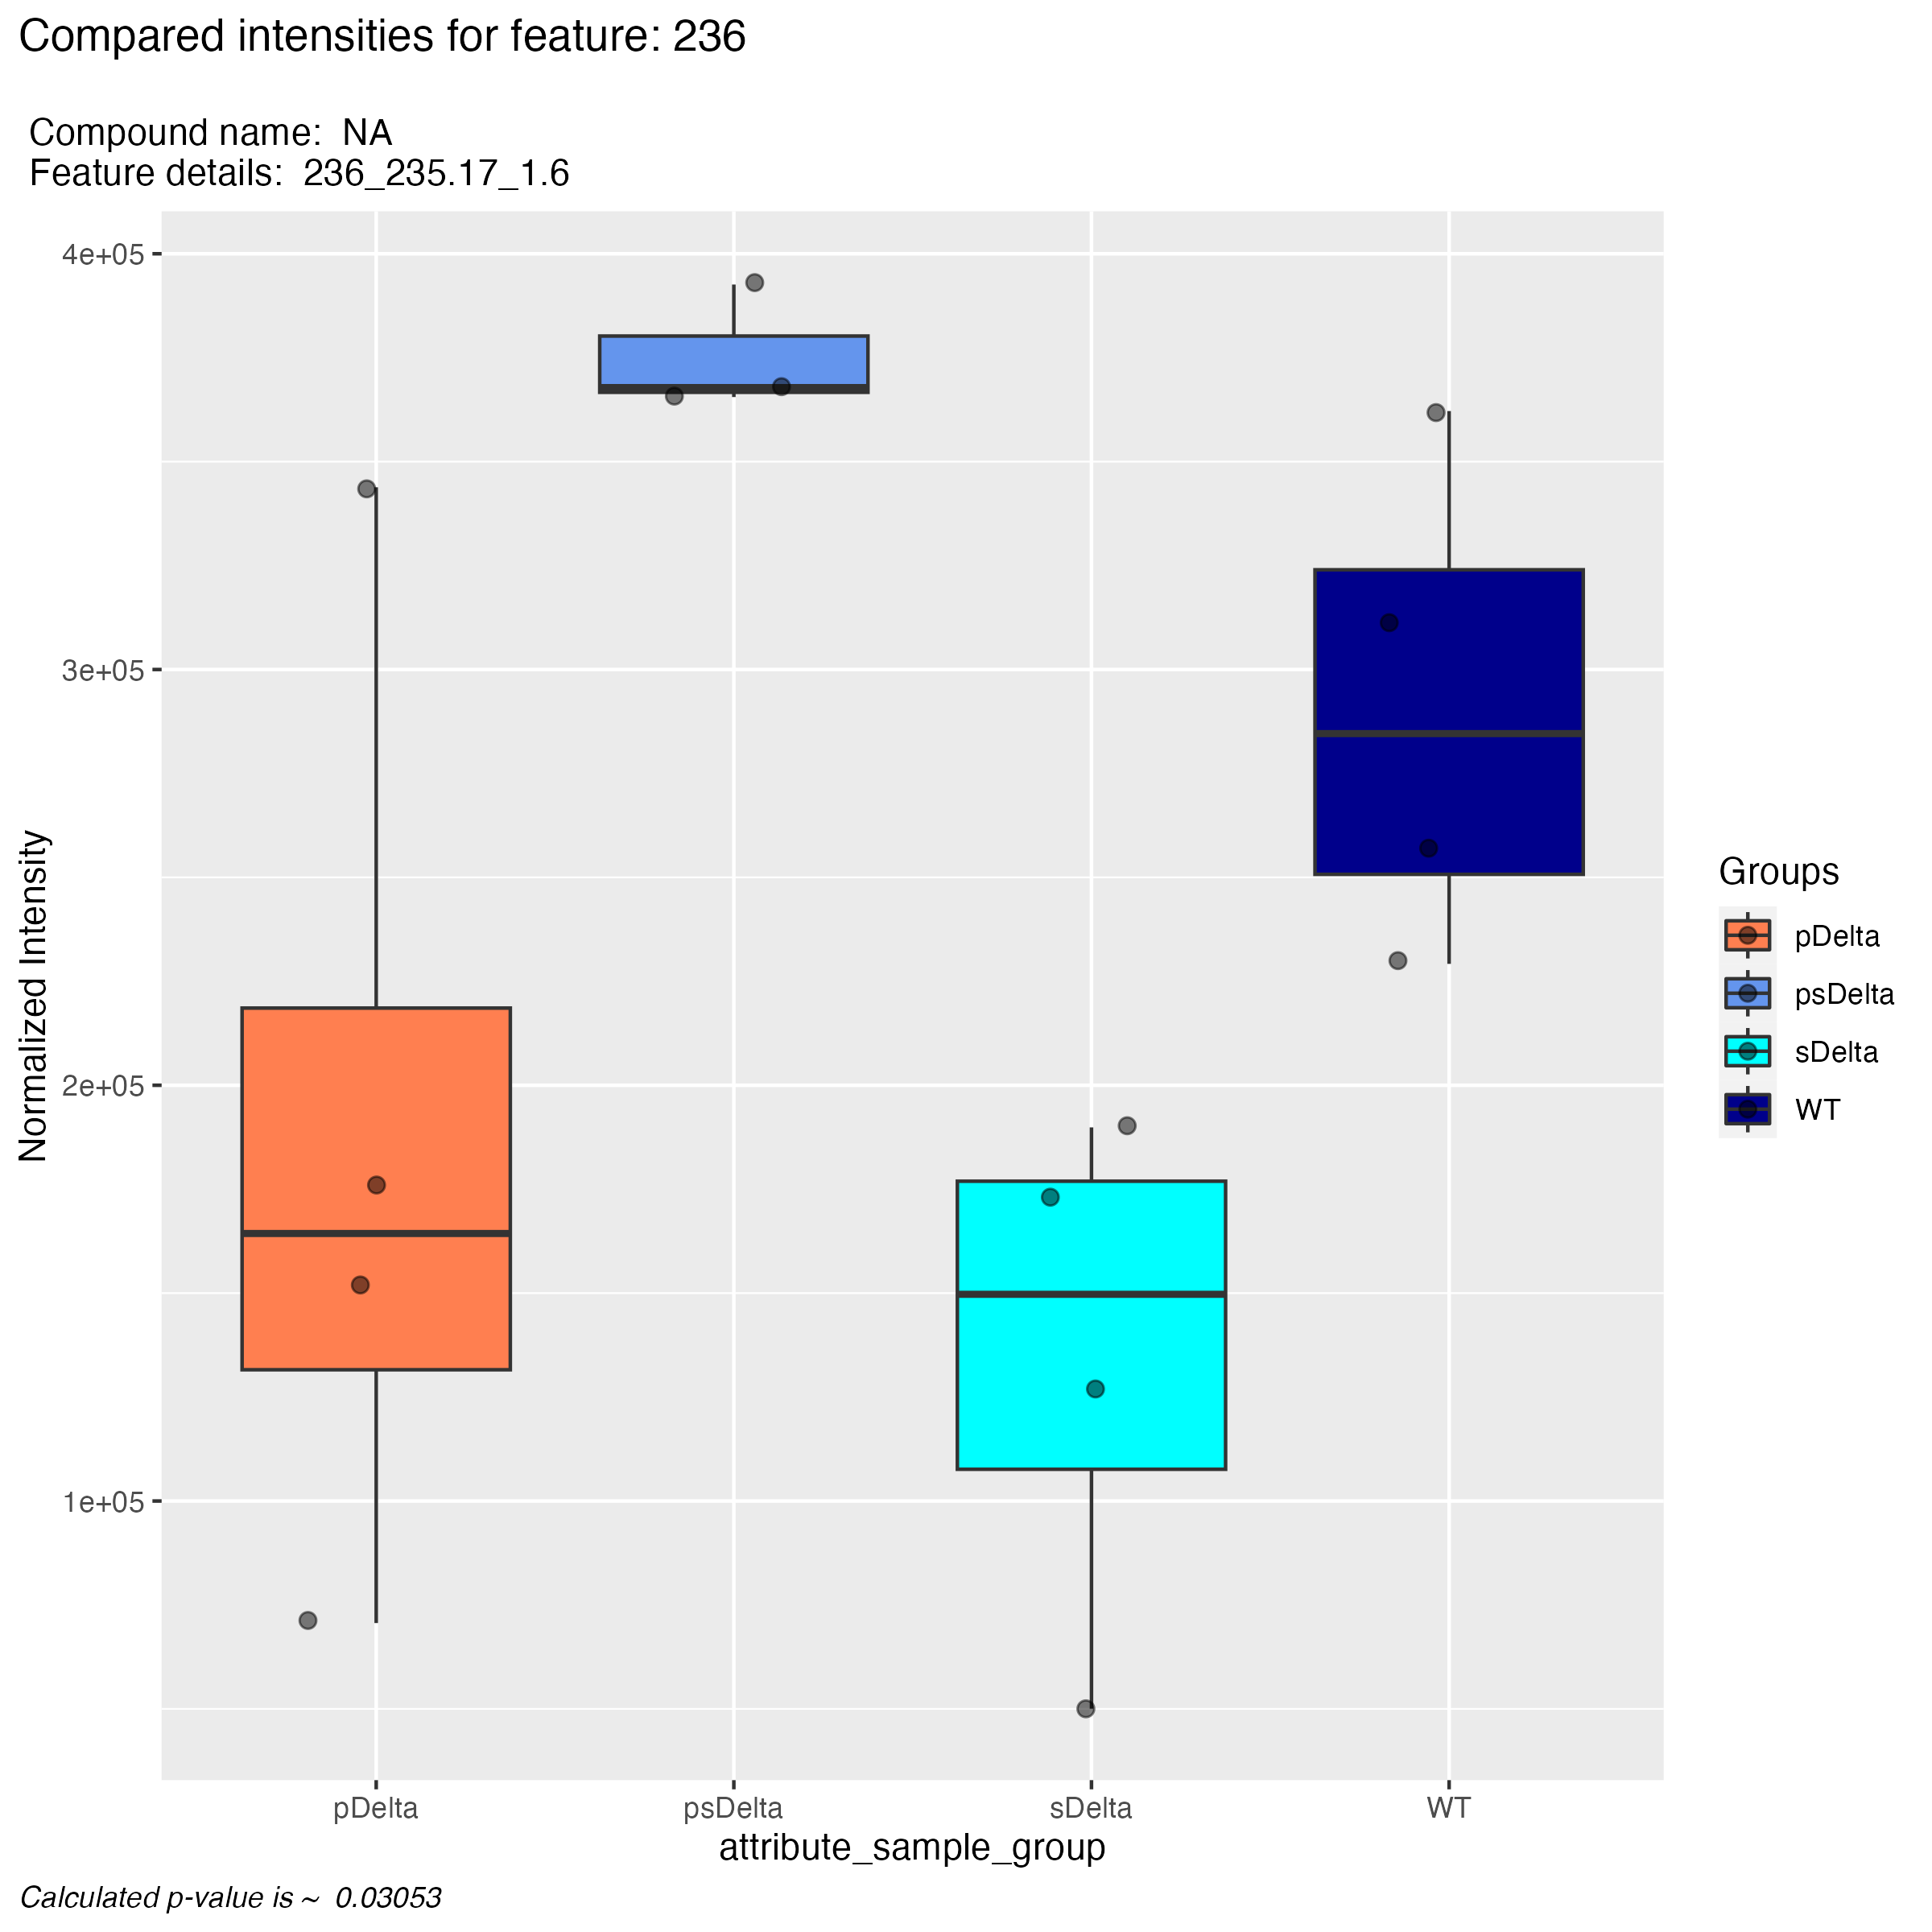 Compared intensities for feature: 236
Compound name: NA
Feature details: 236_235.17_1.6
4e+05
3e+05
2e+05
1e+05
Normalized Intensity
pDelta
psDelta
sDelta
WT
attribute_sample_group
Groups
pDelta
psDelta
sDelta
WT
Calculated p-value is ~ 0.03053